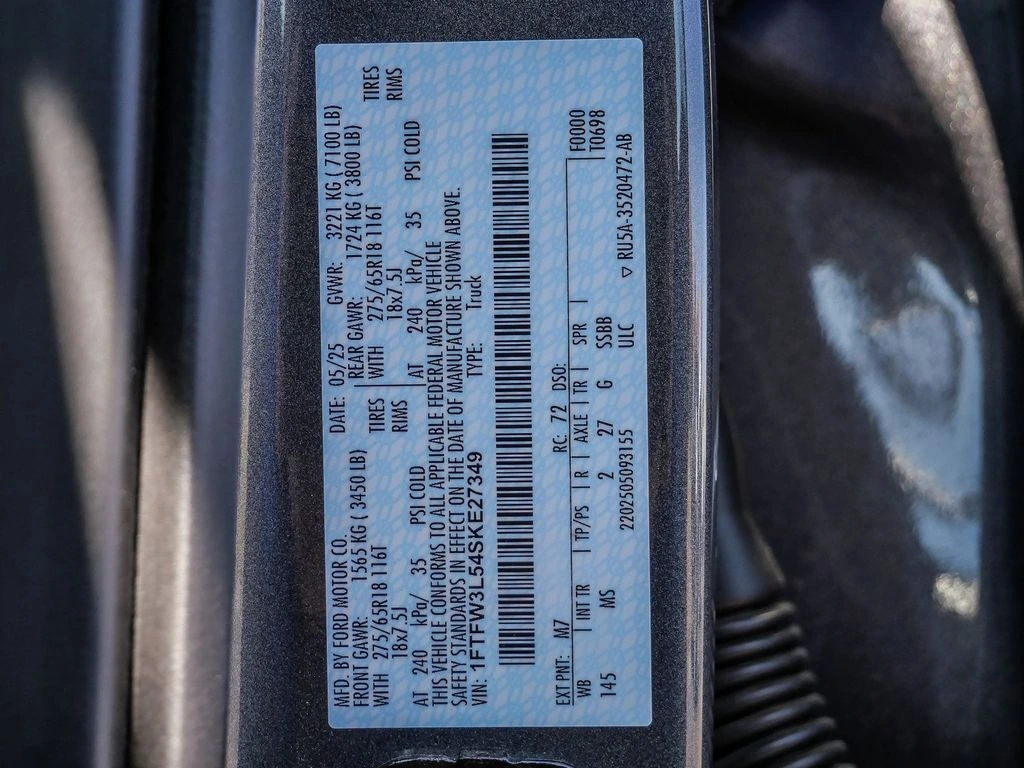 MFD. BY FORD MOTOR CO. DATE: 05/25 GVWR: 3221 KG ( 7100 LB)
FRONT GAWR: 1565 KG ( 3450 LB) REAR GAWR: 1724 KG ( 3800 LB)
WITH 275/65R18 116T TIRES WITH 275/65R18 116T TIRES
18x7.5J RIMS 18x7.5J RIMS
AT 240 kPa/ 35 PSI COLD AT 240 kPa/ 35 PSI COLD
THIS VEHICLE CONFORMS TO ALL APPLICABLE FEDERAL MOTOR VEHICLE
SAFETY STANDARDS IN EFFECT ON THE DATE OF MANUFACTURE SHOWN ABOVE.
VIN: 1FTFW3L54SKE27349 TYPE: Truck
EXT PNT: M7 RC: 72 DSO: F0000
WB INT TR TP/PS R AXLE TR SPR T0698
145 MS 2 27 G SSBB
220250509315​5 ULC ▽ RU5A-3520472-AB